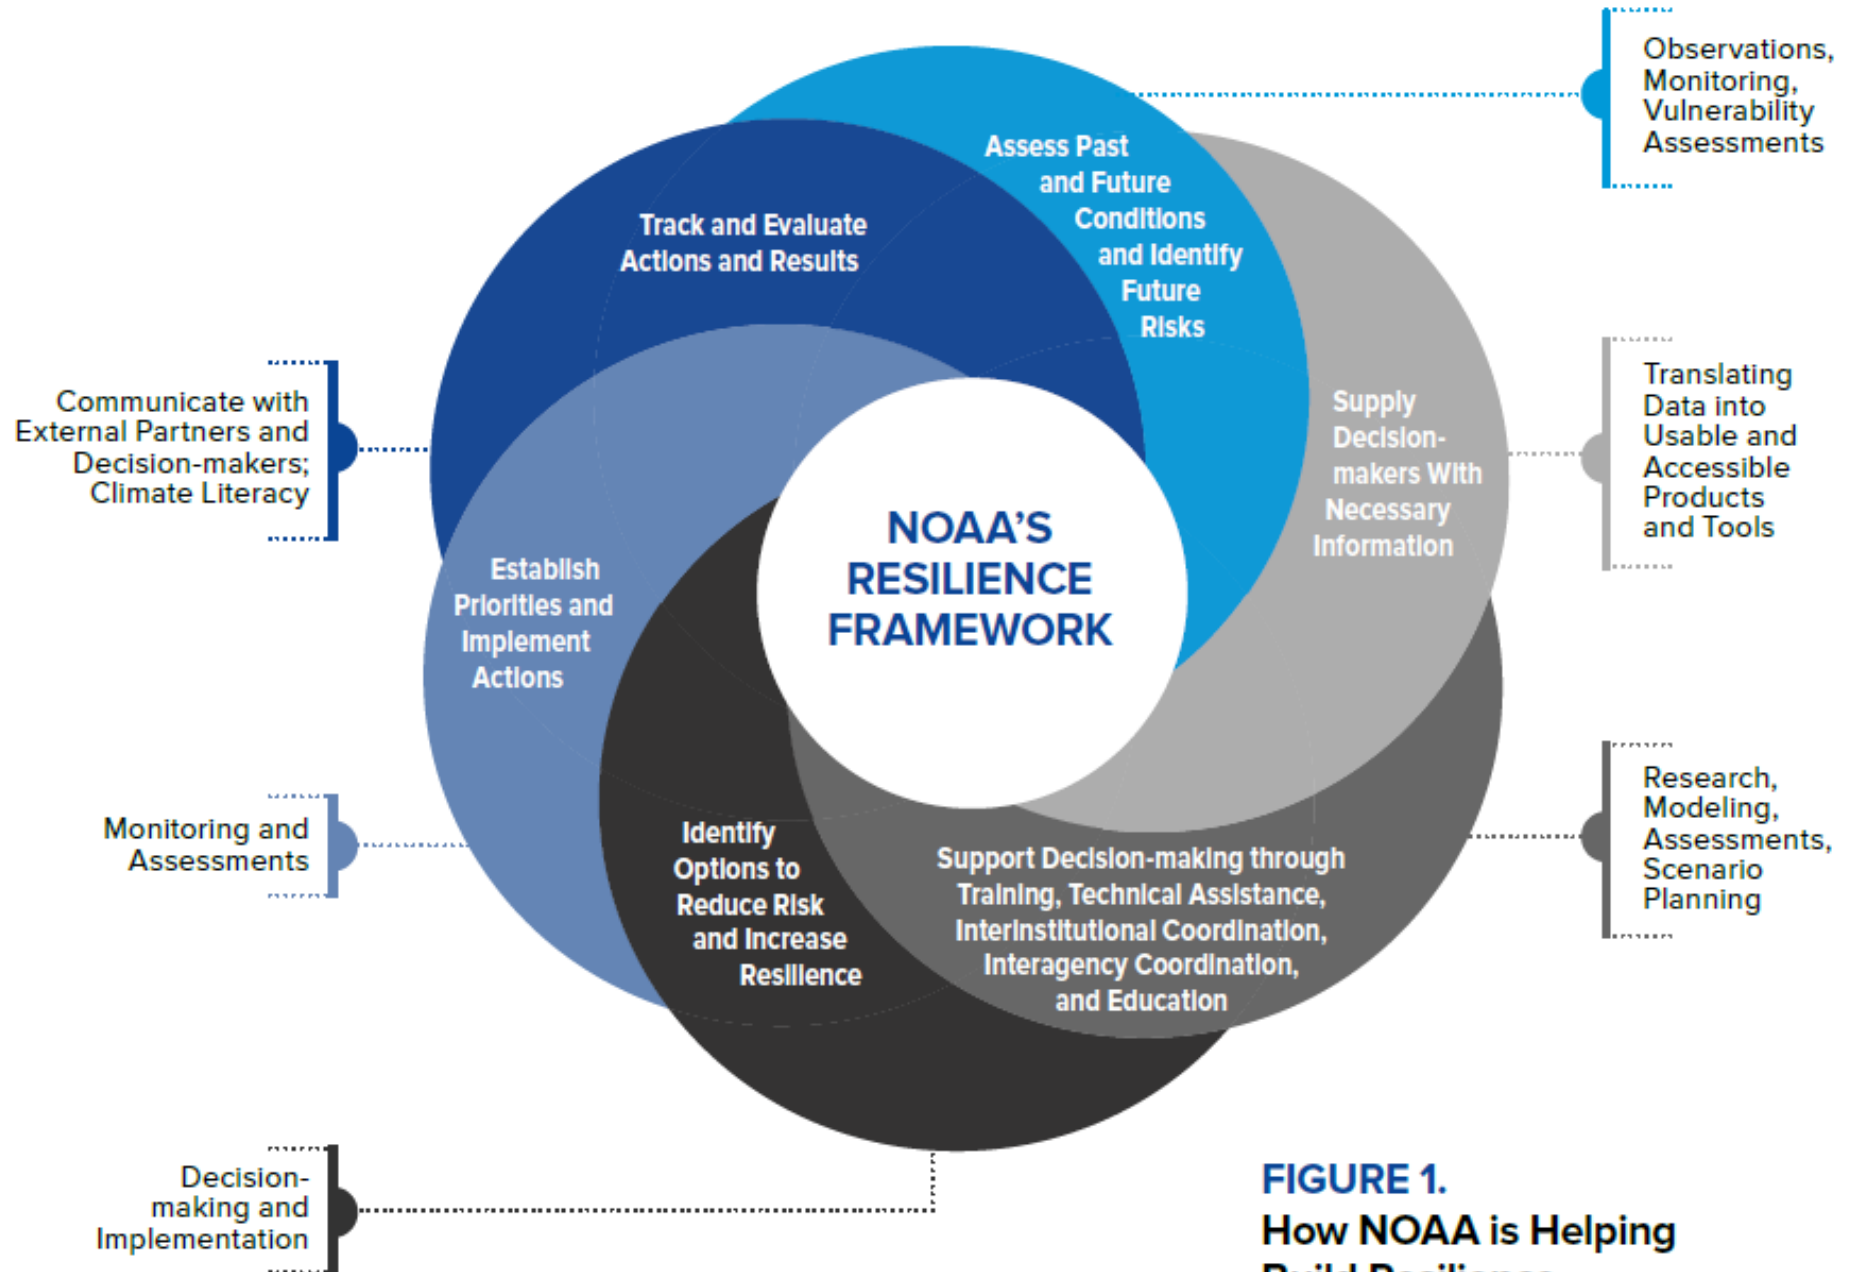 Observations,
Monitoring,
Vulnerability
Assessments
Assess Past
and Future
Conditions
and Identify
Future
Risks
Track and Evaluate
Actions and Results
Supply
Decision-
makers With
Necessary
Information
Translating
Data into
Usable and
Accessible
Products
and Tools
Communicate with
External Partners and
Decision-makers;
Climate Literacy
NOAA'S
RESILIENCE
FRAMEWORK
Establish
Priorities and
Implement
Actions
Monitoring and
Assessments
Identify
Options to
Reduce Risk
and Increase
Resilience
Support Decision-making through
Training, Technical Assistance,
Interinstitutional Coordination,
Interagency Coordination,
and Education
Research,
Modeling,
Assessments,
Scenario
Planning
Decision-
making and
Implementation
FIGURE 1.
How NOAA is Helping
Build Resilience